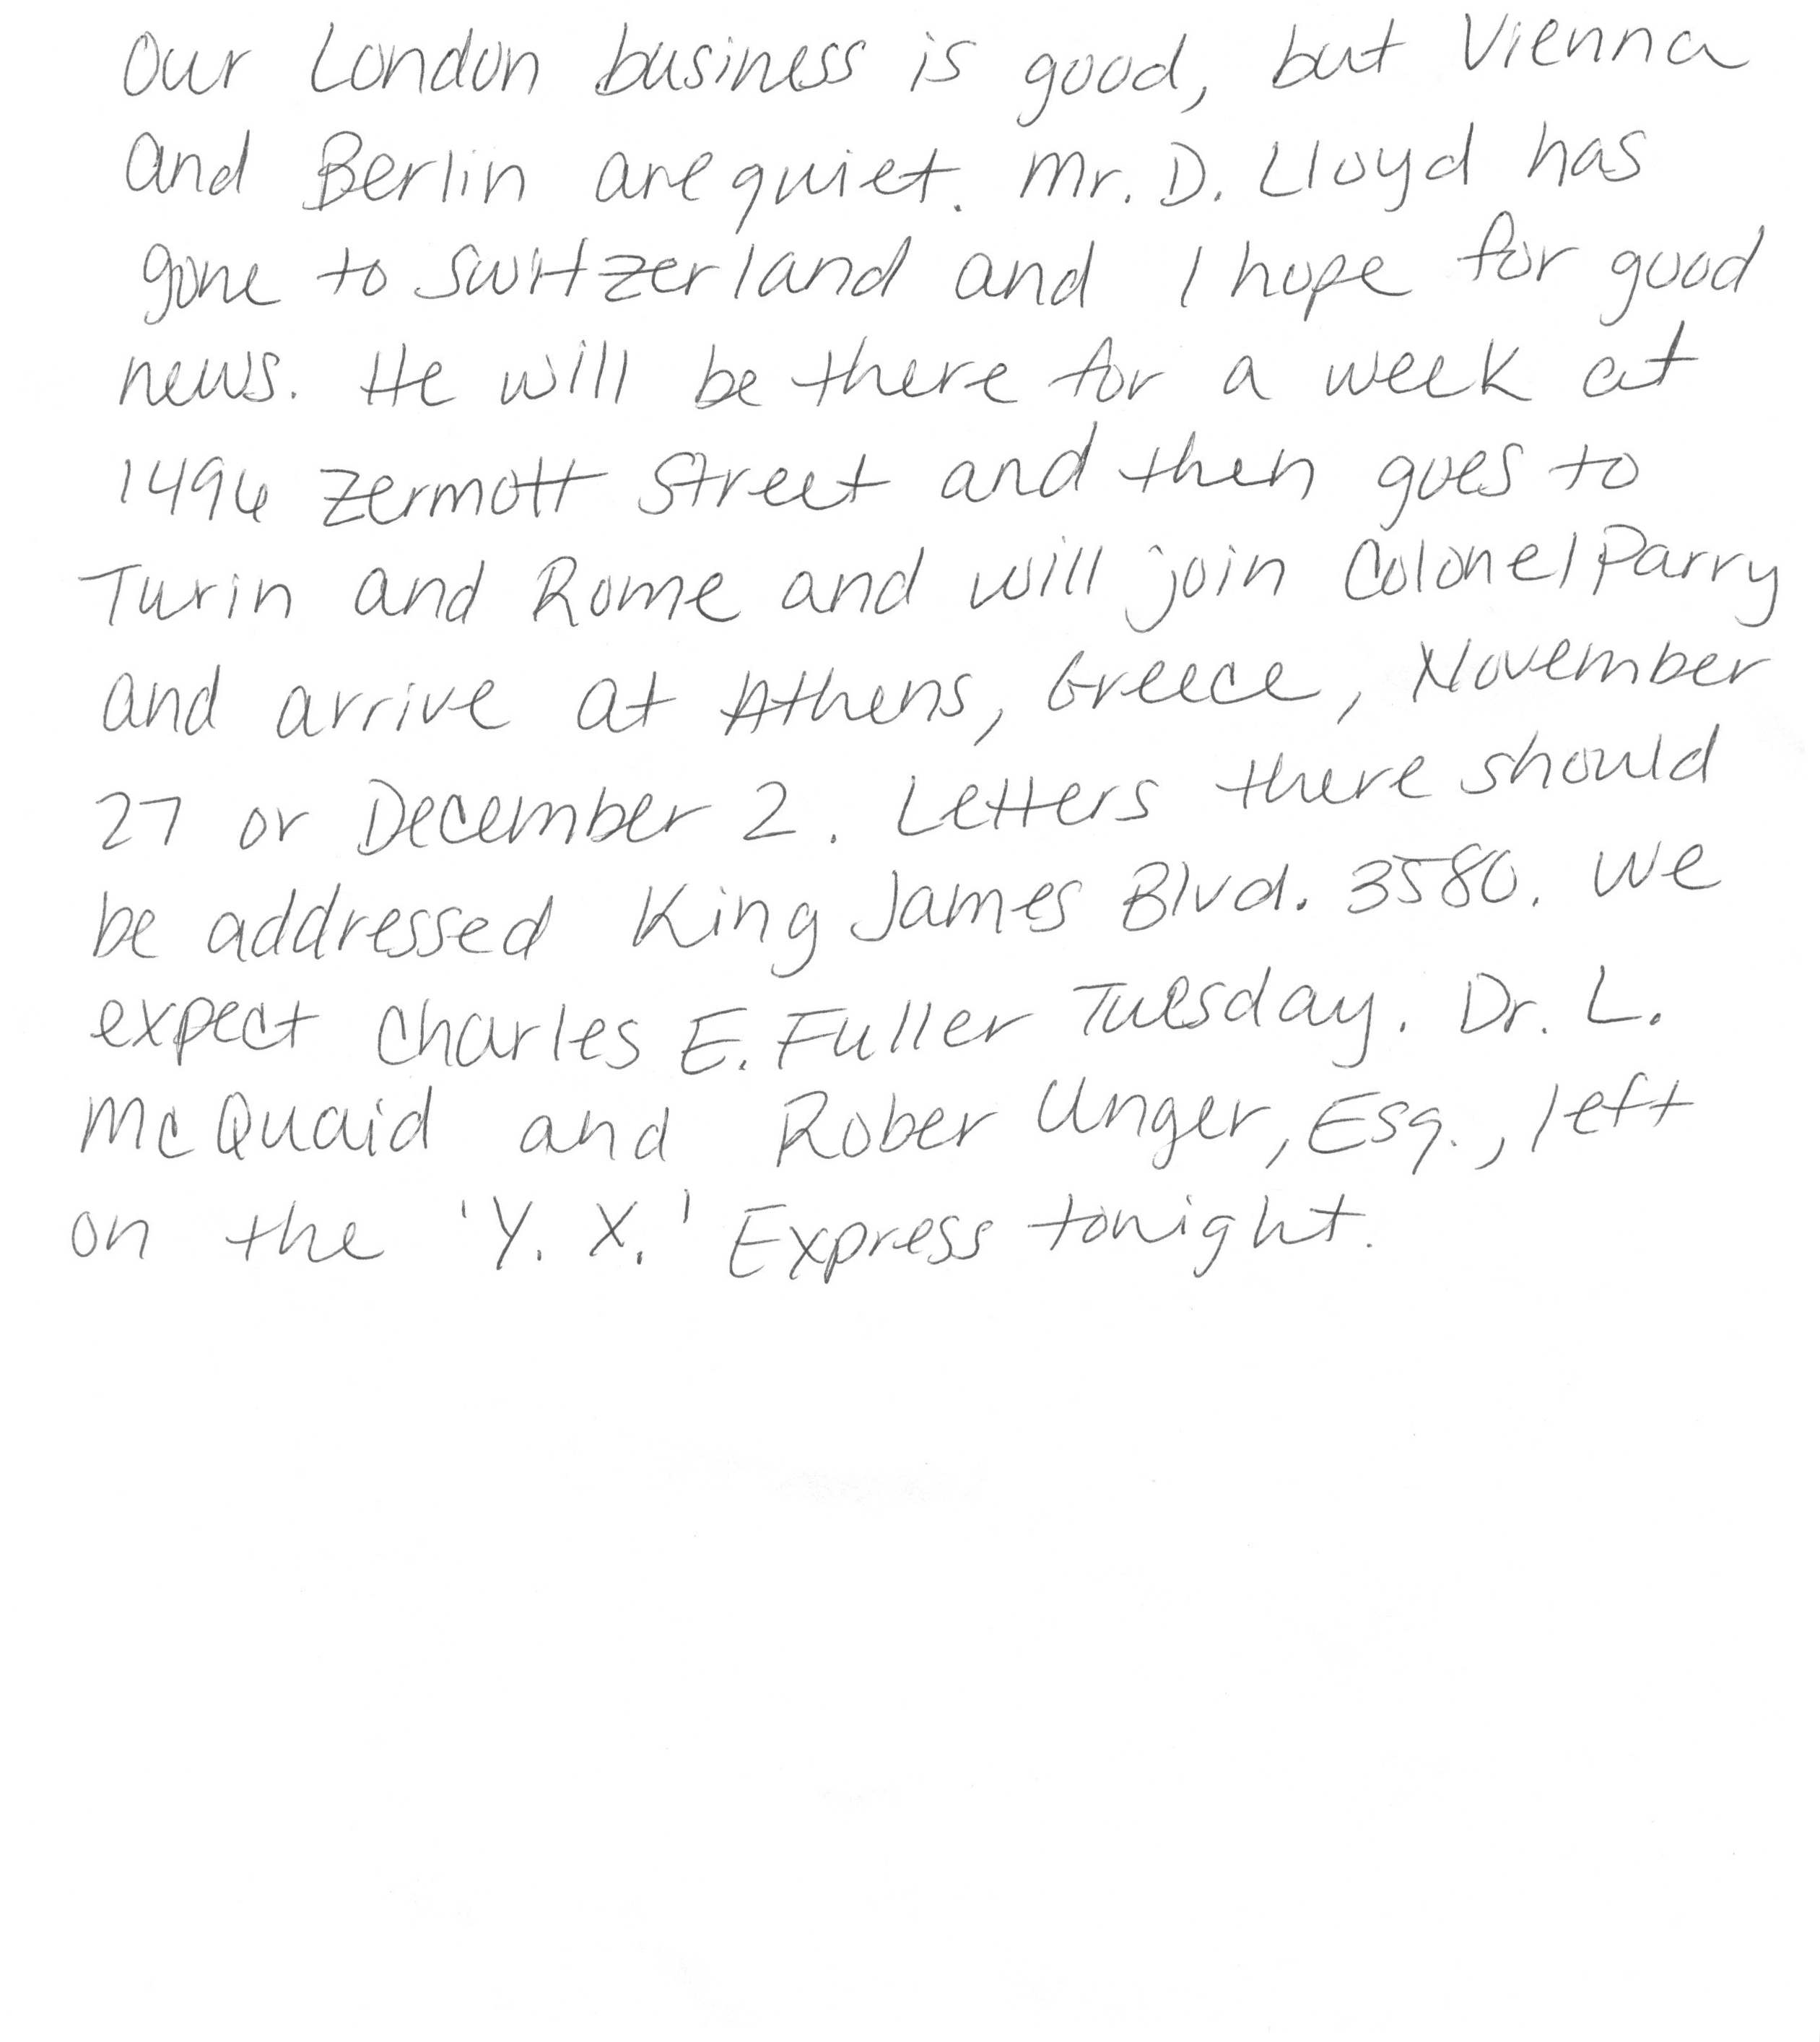 Our London business is good, but Vienna
and Berlin are quiet. Mr. D. Lloyd has
gone to Switzerland and I hope for good
news. He will be there for a week at
1496 Zermott Street and then goes to
Turin and Rome and will join Colonel Parry
and arrive at Athens, Greece, November
27 or December 2. Letters there should
be addressed King James Blvd. 3580. We
expect Charles E. Fuller Tuesday. Dr. L.
McQuaid and Rober Unger, Esq., left
on the 'Y. X.' Express tonight.